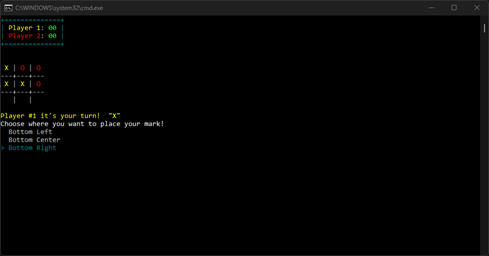 C:\WINDOWS\system32\cmd.exe
+==============+
| Player 1: 00 |
| Player 2: 00 |
+==============+
X | O | O
---+---+---
X | X | O
---+---+---
| |
Player #1 it's your turn! "X"
Choose where you want to place your mark!
Bottom Left
Bottom Center
> Bottom Right